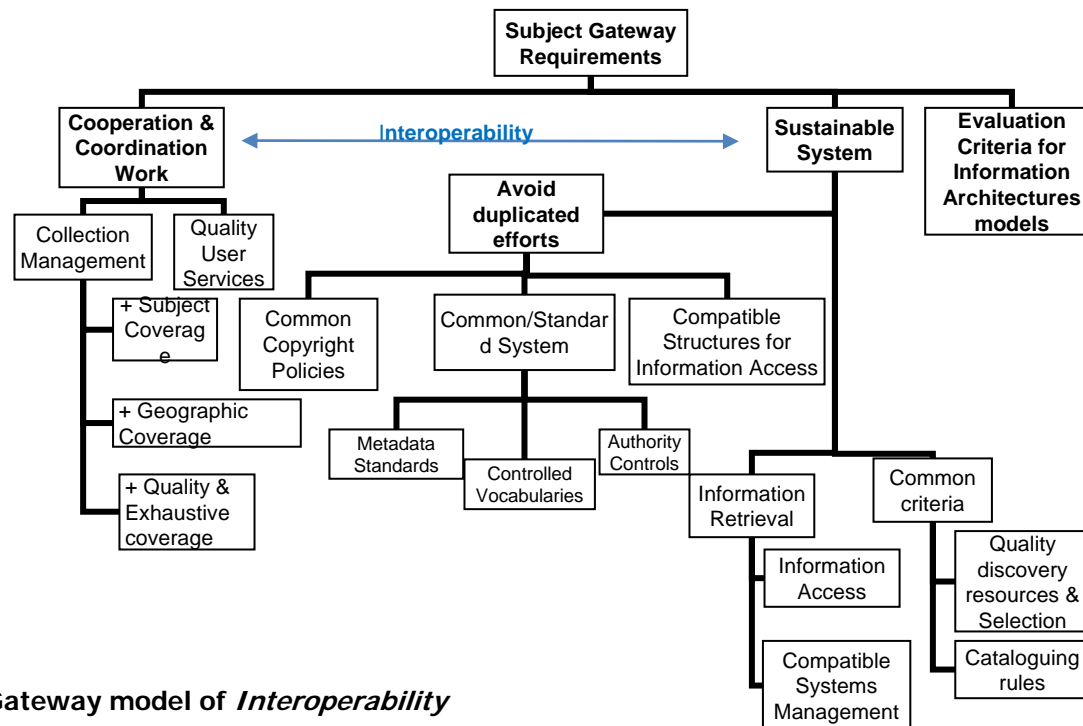 Subject Gateway
Requirements
Cooperation &
Coordination
Work
Interoperability
Sustainable
System
Evaluation
Criteria for
Information
Architectures
models
Avoid
duplicated
efforts
Collection
Management
Quality
User
Services
+ Subject
Coverag
e
+ Geographic
Coverage
+ Quality &
Exhaustive
coverage
Common
Copyright
Policies
Common/Standar
d System
Compatible
Structures for
Information Access
Metadata
Standards
Controlled
Vocabularies
Authority
Controls
Information
Retrieval
Common
criteria
Information
Access
Compatible
Systems
Management
Quality
discovery
resources &
Selection
Cataloguing
rules
Gateway model of Interoperability